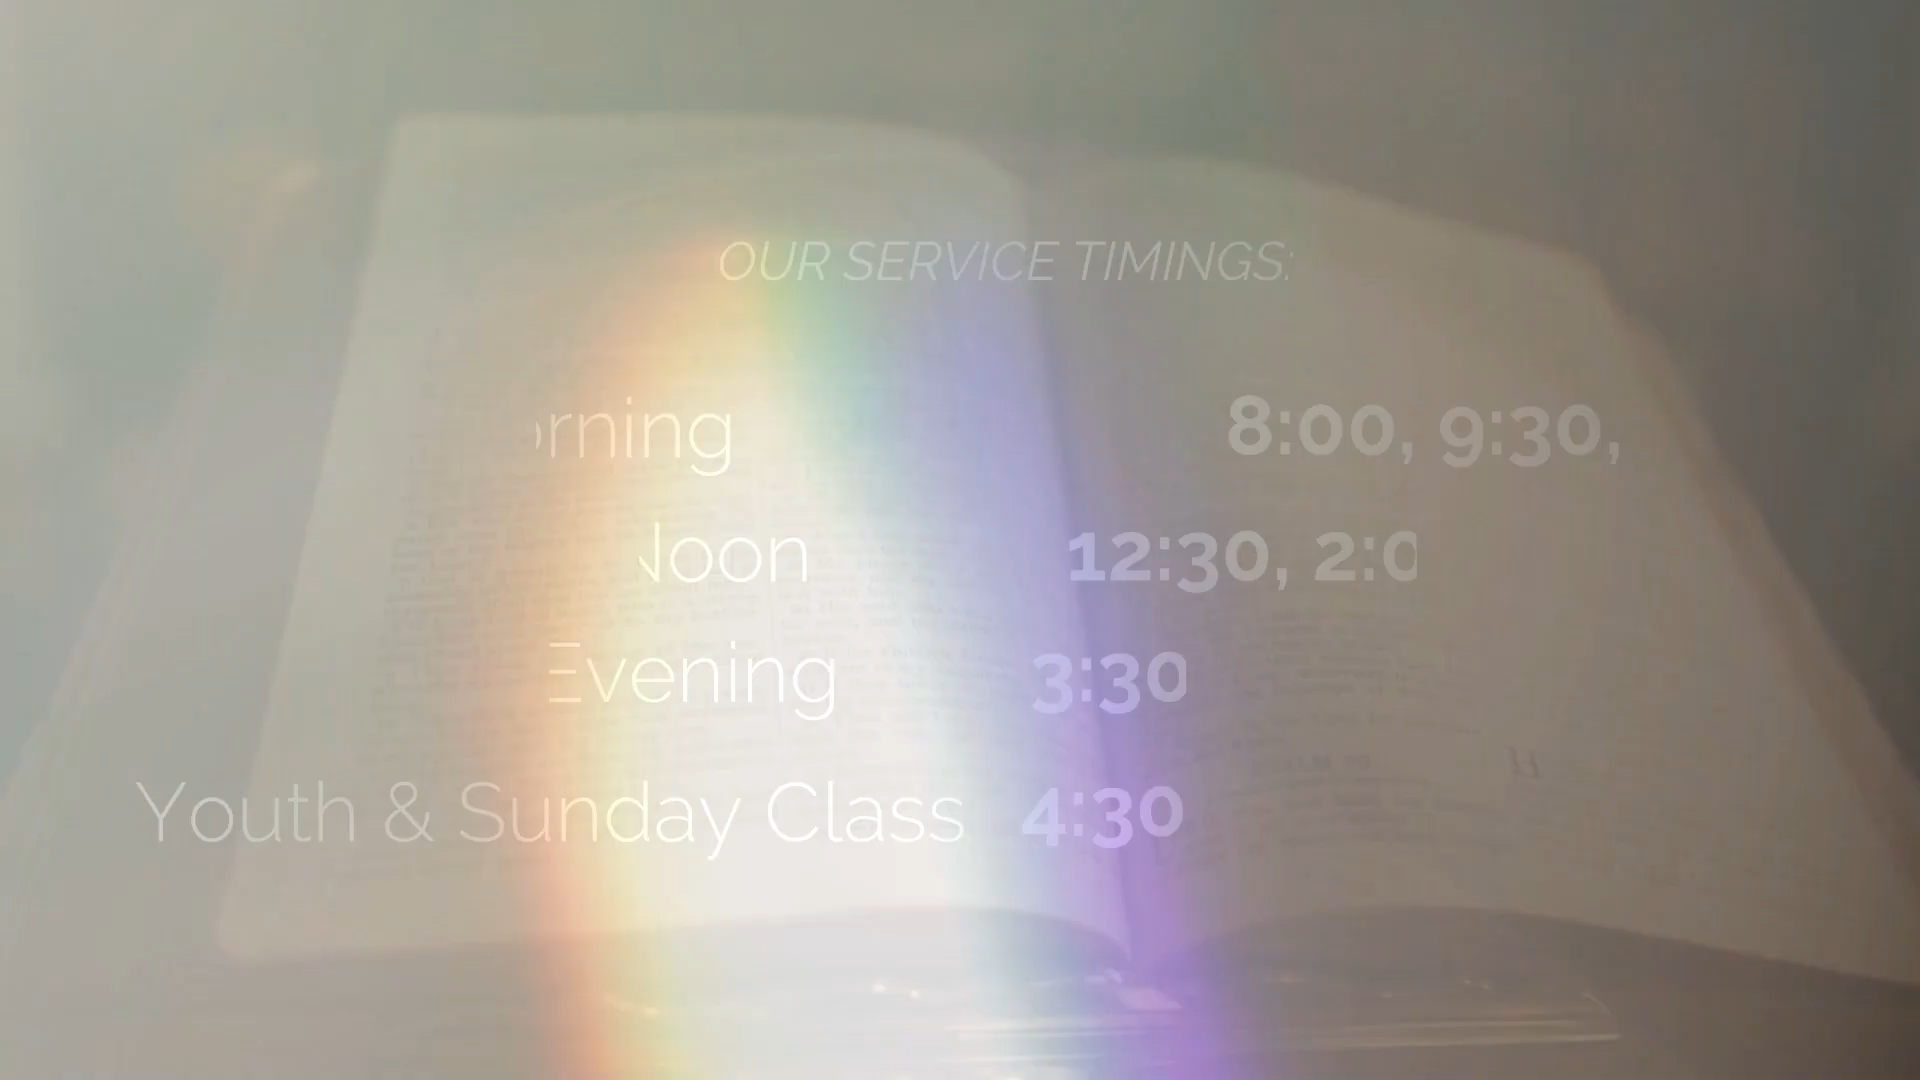 OUR SERVICE TIMINGS:
rning 8:00, 9:30,
Noon 12:30, 2:0
Evening 3:30
Youth & Sunday Class 4:30